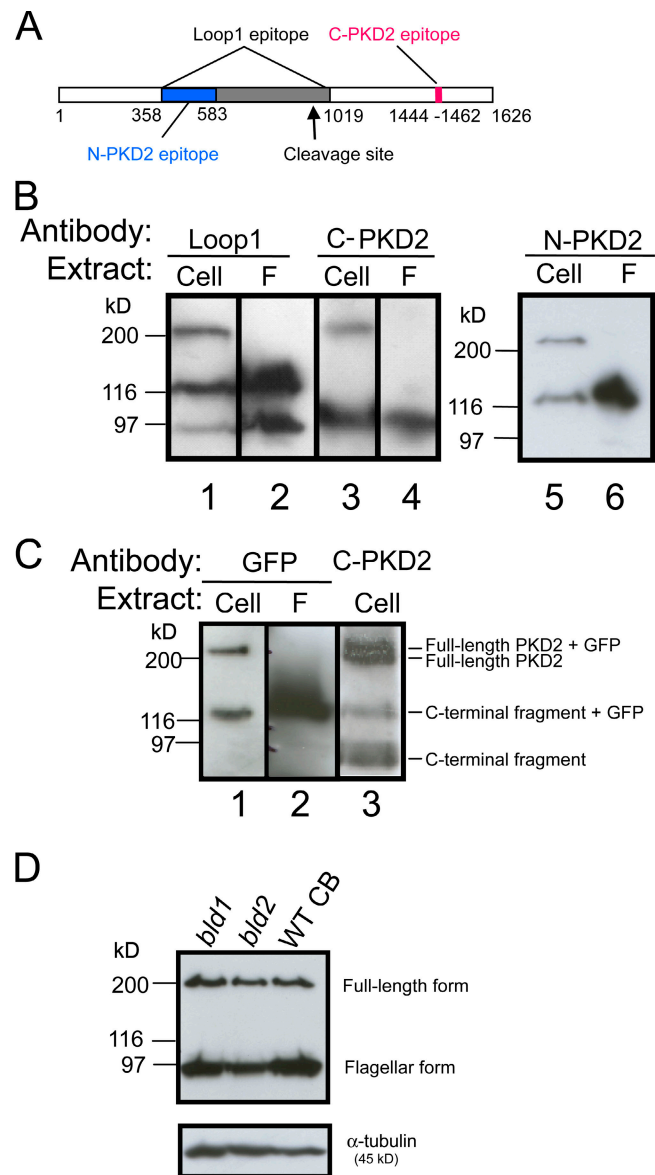 A
Loop1 epitope
C-PKD2 epitope
1
358
583
1019
1444 -1462
1626
N-PKD2 epitope
Cleavage site
B
Antibody:
Loop1
C-PKD2
N-PKD2
Extract:
Cell
F
Cell
F
Cell
F
kD
200
116
97
kD
200
116
97
1
2
3
4
5
6
C
Antibody:
GFP
C-PKD2
Extract:
Cell
F
Cell
kD
200
116
97
Full-length PKD2 + GFP
Full-length PKD2
C-terminal fragment + GFP
C-terminal fragment
1
2
3
D
bld1
bld2
WT CB
kD
200
116
97
Full-length form
Flagellar form
α-tubulin
(45 kD)